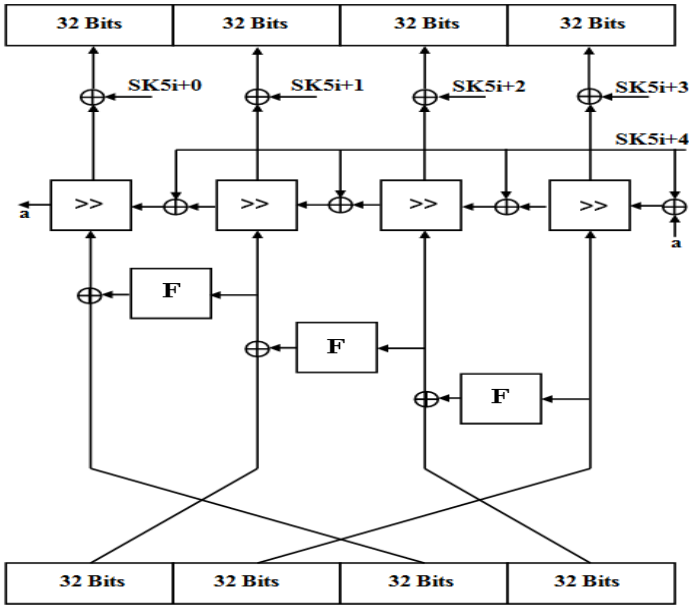 32 Bits 32 Bits 32 Bits 32 Bits
SK5i+0 SK5i+1 SK5i+2 SK5i+3
SK5i+4
>> >> >> >>
a
a
F
F
F
32 Bits 32 Bits 32 Bits 32 Bits